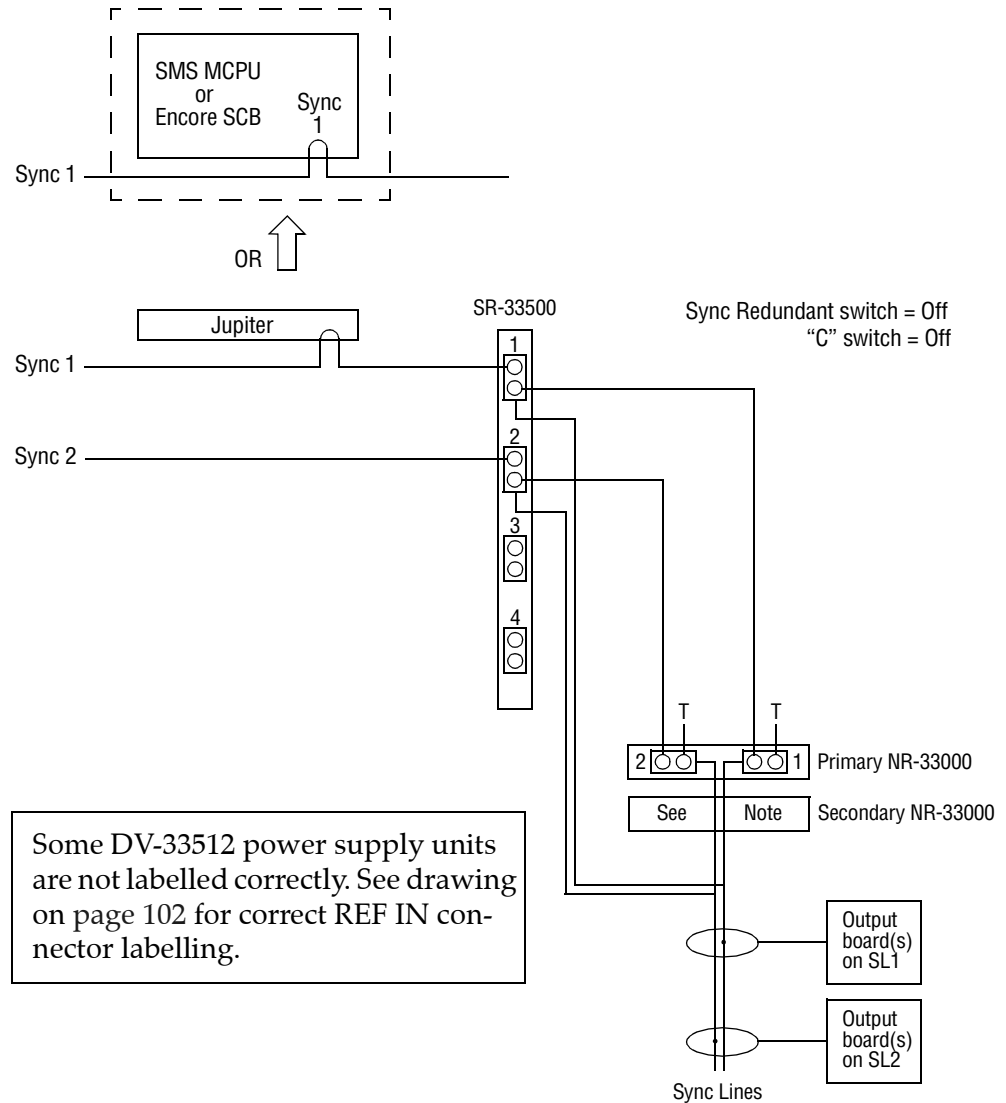 SMS MCPU
or
Encore SCB
Sync
1
Sync 1
OR
SR-33500
Sync Redundant switch = Off
“C” switch = Off
Jupiter
1
Sync 1
2
Sync 2
3
4
T
T
2
1
Primary NR-33000
See
Note
Secondary NR-33000
Some DV-33512 power supply units
are not labelled correctly. See drawing
on page 102 for correct REF IN con-
nector labelling.
Output
board(s)
on SL1
Output
board(s)
on SL2
Sync Lines